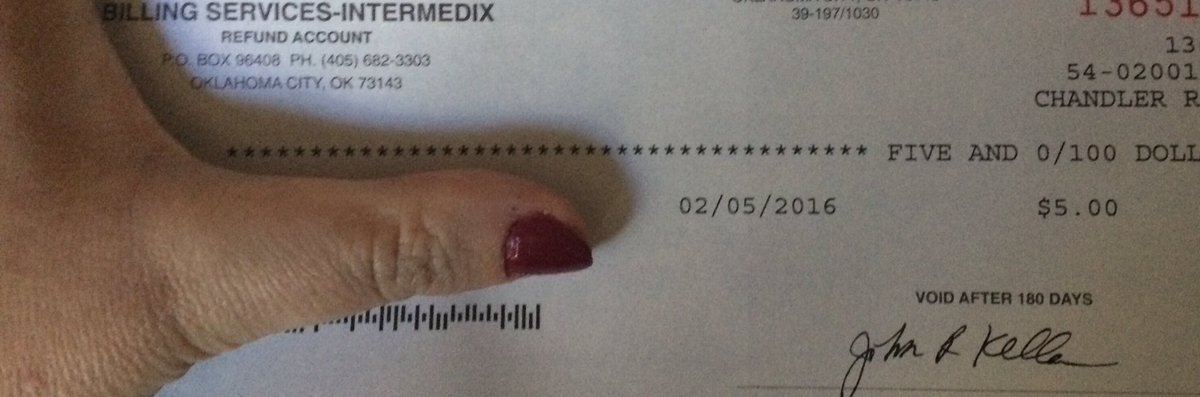 BILLING SERVICES-INTERMEDIX
REFUND ACCOUNT
P.O. BOX 96408 PH. (405) 682-3303
OKLAHOMA CITY, OK 73143
39-197/1030
13651
13
54-02001
CHANDLER R
**************************************** FIVE AND 0/100 DOLL
02/05/2016 $5.00
VOID AFTER 180 DAYS
John R Kella